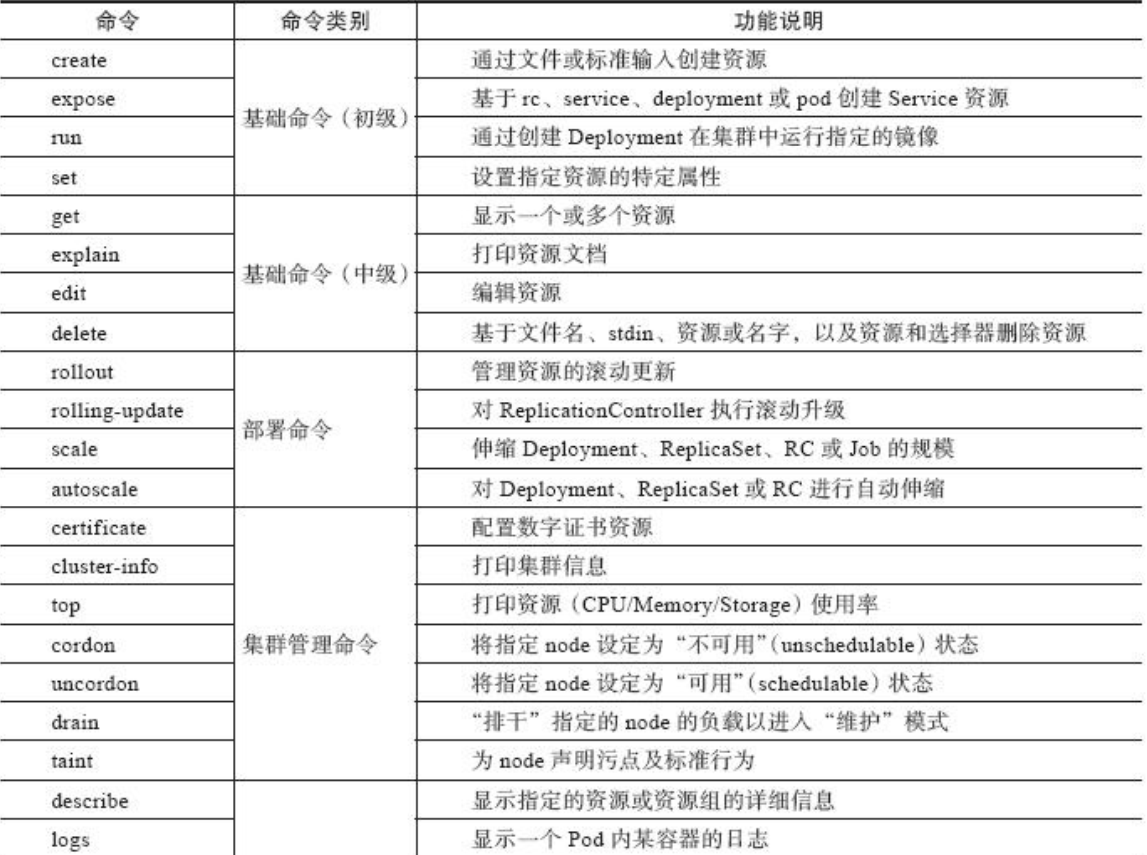 命令 命令类别 功能说明
create 通过文件或标准输入创建资源
expose 基于 rc、service、deployment 或 pod 创建 Service 资源
基础命令（初级）
run 通过创建 Deployment 在集群中运行指定的镜像
set 设置指定资源的特定属性
get 显示一个或多个资源
explain 打印资源文档
基础命令（中级）
edit 编辑资源
delete 基于文件名、stdin、资源或名字，以及资源和选择器删除资源
rollout 管理资源的滚动更新
rolling-update 对 ReplicationController 执行滚动升级
部署命令
scale 伸缩 Deployment、ReplicaSet、RC 或 Job 的规模
autoscale 对 Deployment、ReplicaSet 或 RC 进行自动伸缩
certificate 配置数字证书资源
cluster-info 打印集群信息
top 打印资源（CPU/Memory/Storage）使用率
cordon 集群管理命令 将指定 node 设定为“不可用”（unschedulable）状态
uncordon 将指定 node 设定为“可用”（schedulable）状态
drain “排干”指定的 node 的负载以进入“维护”模式
taint 为 node 声明污点及标准行为
describe 显示指定的资源或资源组的详细信息
logs 显示一个 Pod 内某容器的日志